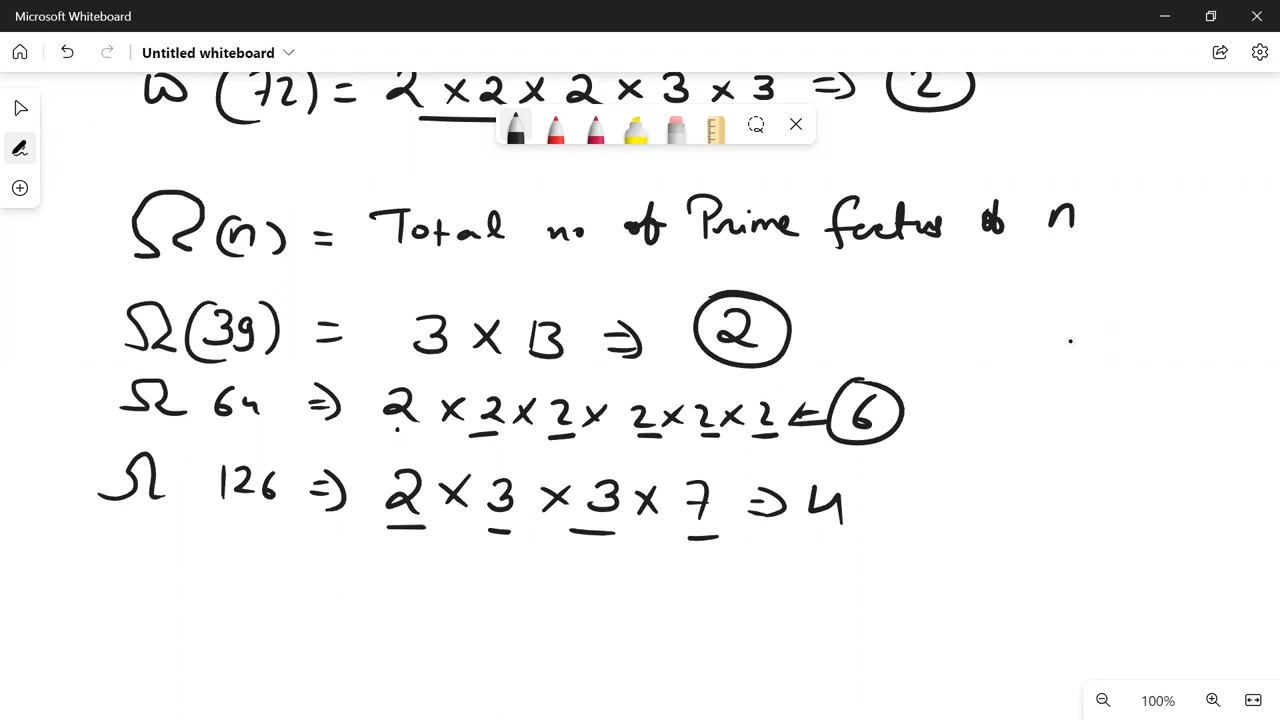 Microsoft Whiteboard
Untitled whiteboard
ω (72) = 2 × 2 × 2 × 3 × 3 ⇒ 2
Ω(n) = Total no of Prime factors of n
Ω(39) = 3 × 13 ⇒ 2
Ω 64 ⇒ 2 × 2 × 2 × 2 × 2 × 2 ⇐ 6
Ω 126 ⇒ 2 × 3 × 3 × 7 ⇒ 4
100%